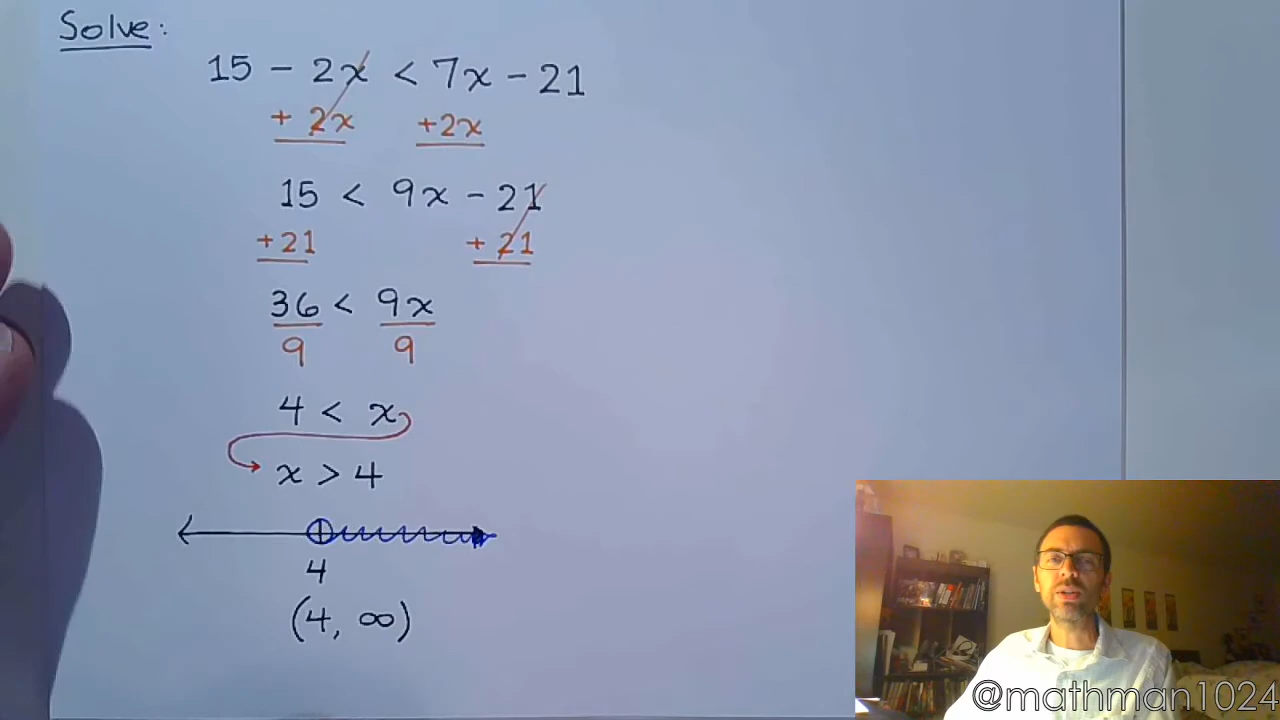 Solve:
15 - 2x < 7x - 21
+ 2x +2x
15 < 9x - 21
+21 + 21
36 < 9x
9 9
4 < x
x > 4
4
(4, ∞)
@mathman1024